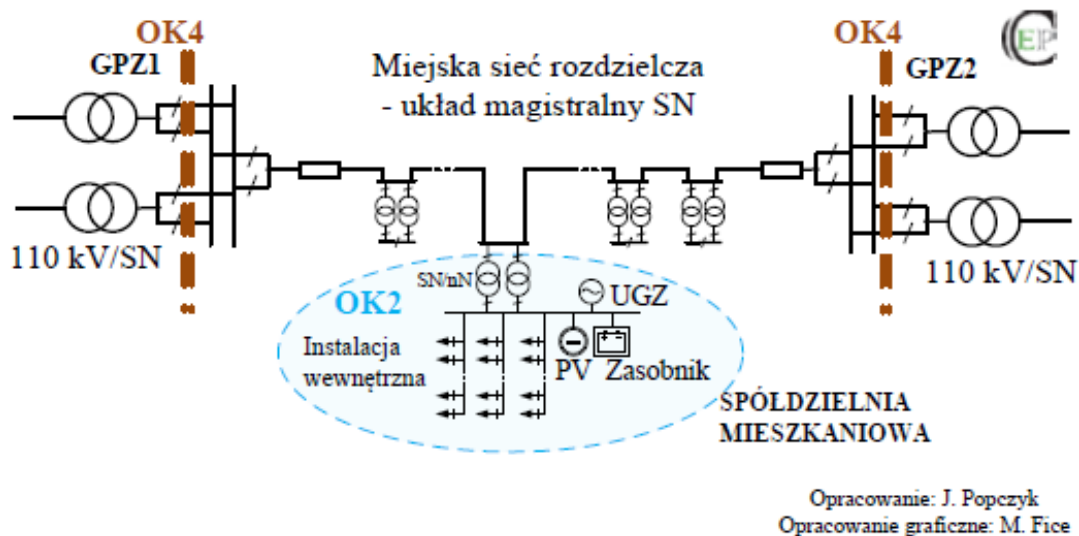 OK4
GPZ1
Miejska sieć rozdzielcza
- układ magistralny SN
OK4
GPZ2
CEP
110 kV/SN
110 kV/SN
SN/nN
OK2
UGZ
Instalacja
wewnętrzna
PV
Zasobnik
SPÓŁDZIELNIA
MIESZKANIOWA
Opracowanie: J. Popczyk
Opracowanie graficzne: M. Fice